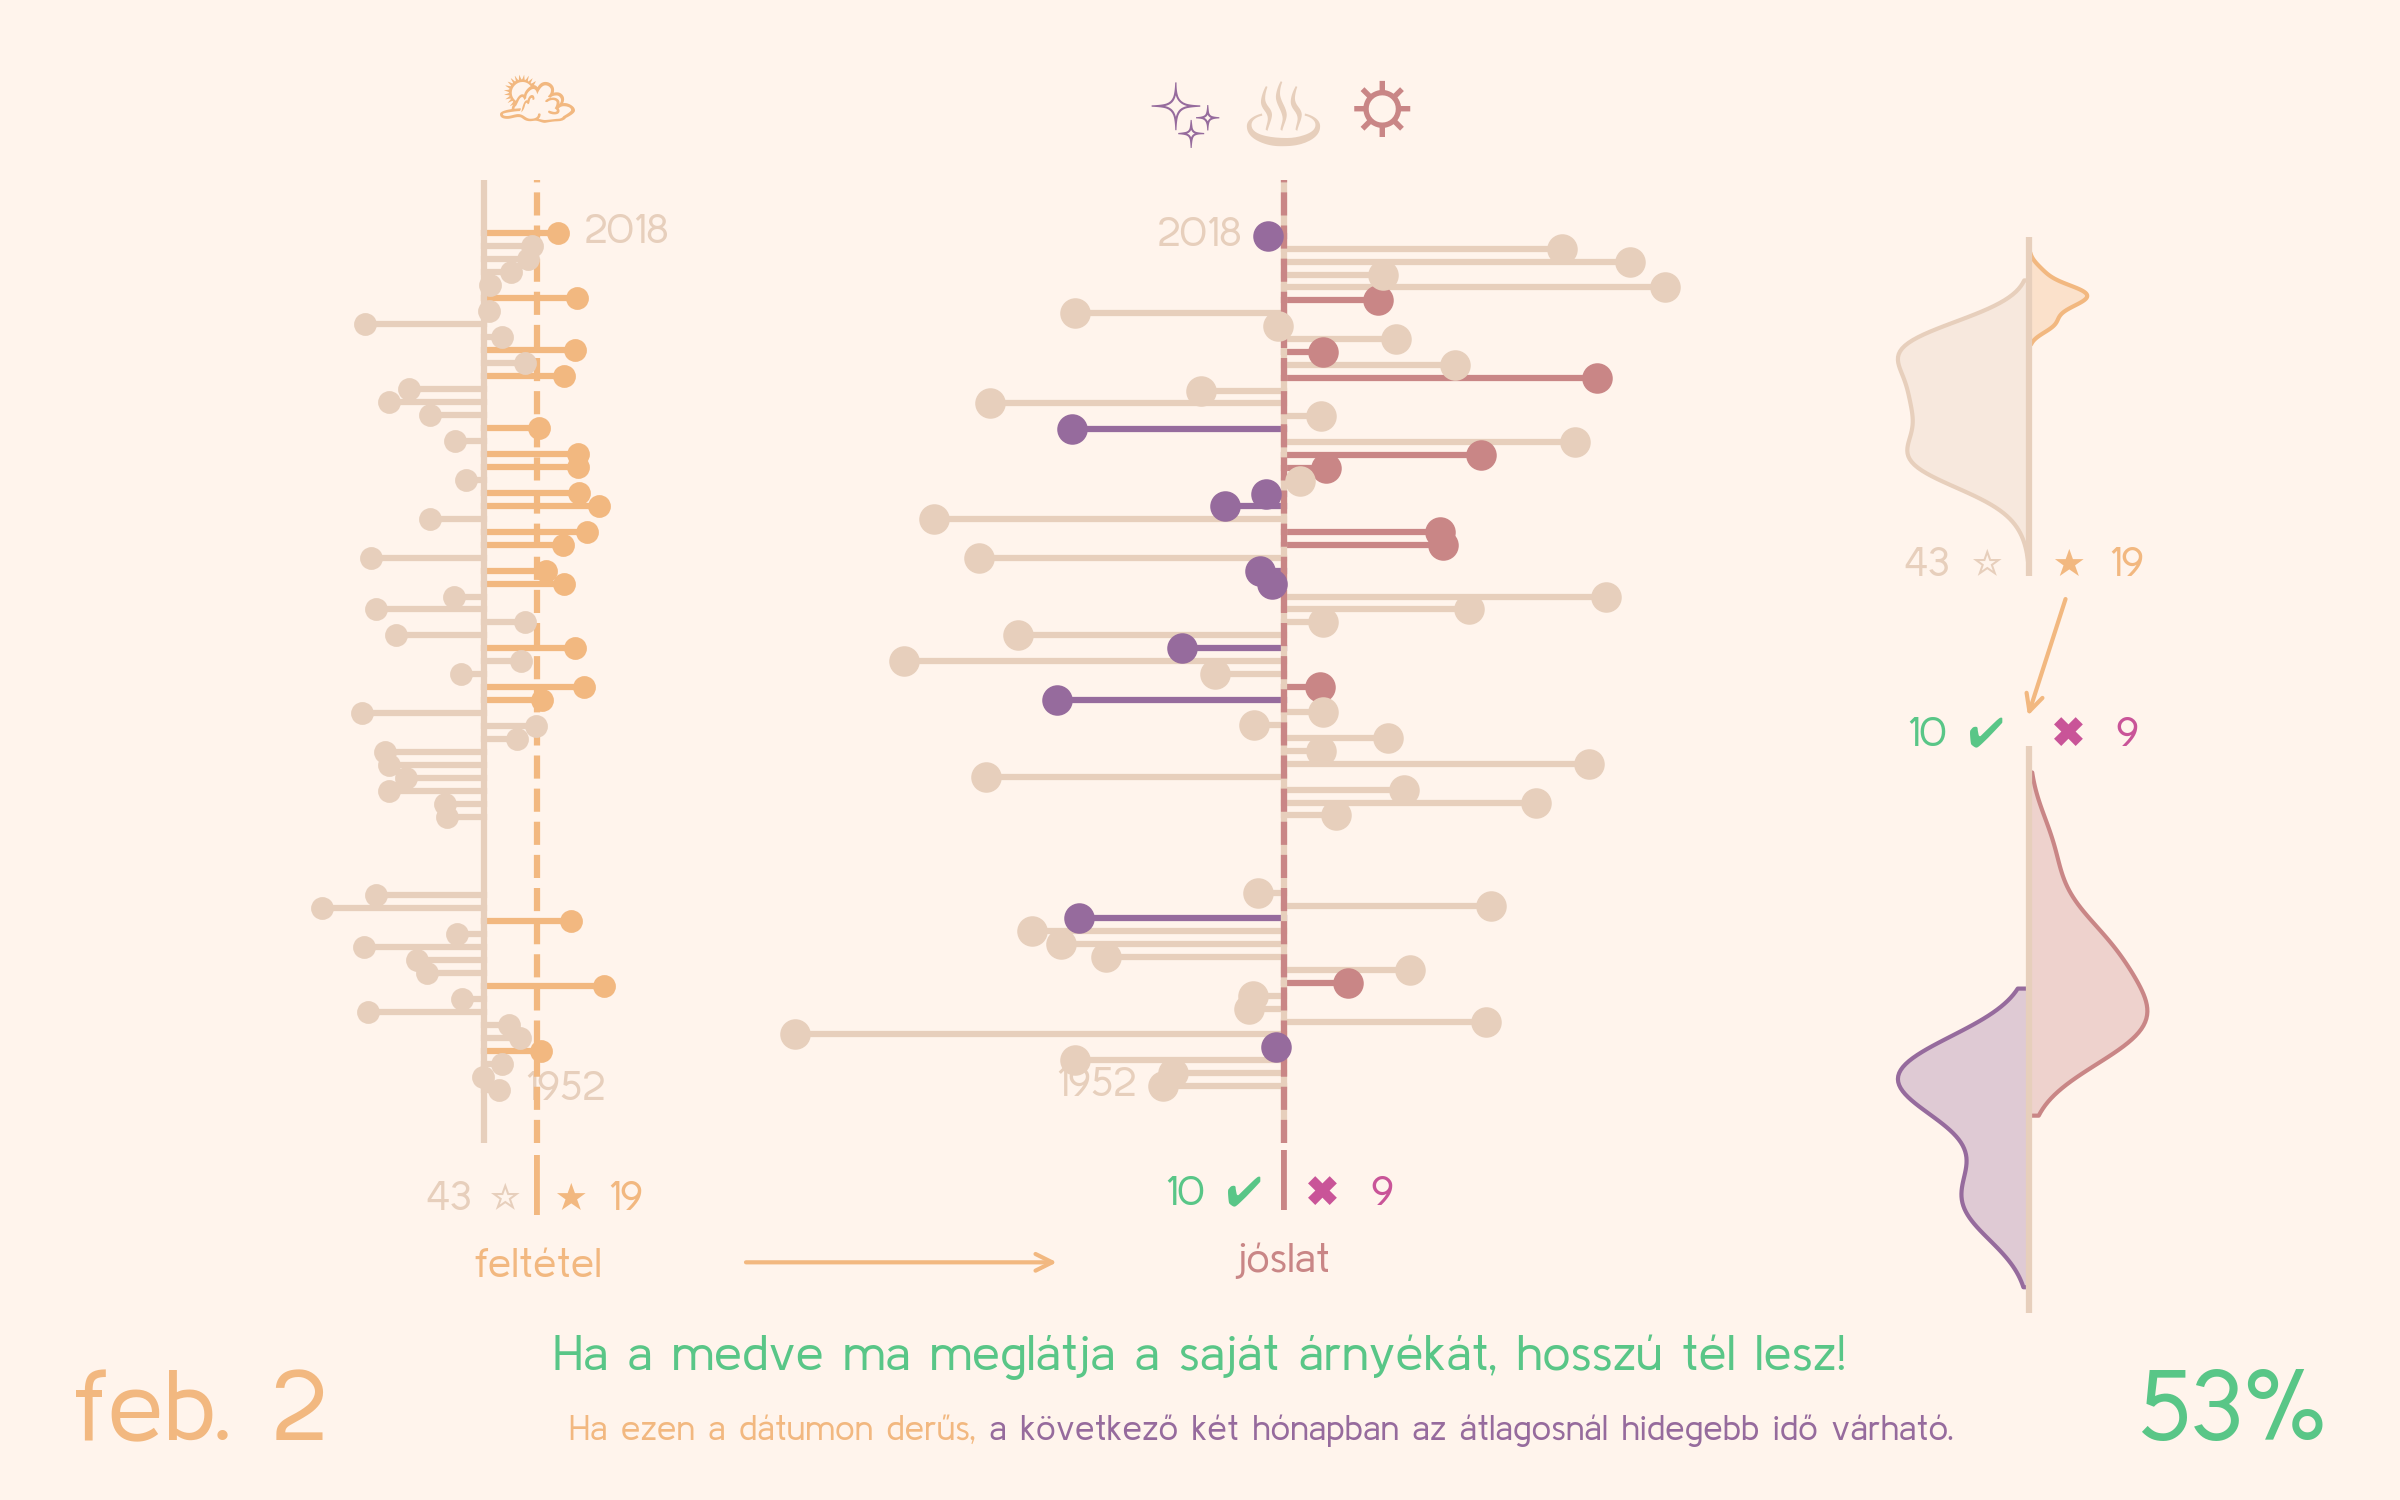 2018
2018
43 ☆ ★ 19
10 ✔ ✖ 9
1952
1952
43 ☆ ★ 19
10 ✔ ✖ 9
feltétel
jóslat
Ha a medve ma meglátja a saját árnyékát, hosszú tél lesz!
feb. 2
53%
Ha ezen a dátumon derűs, a következő két hónapban az átlagosnál hidegebb idő várható.